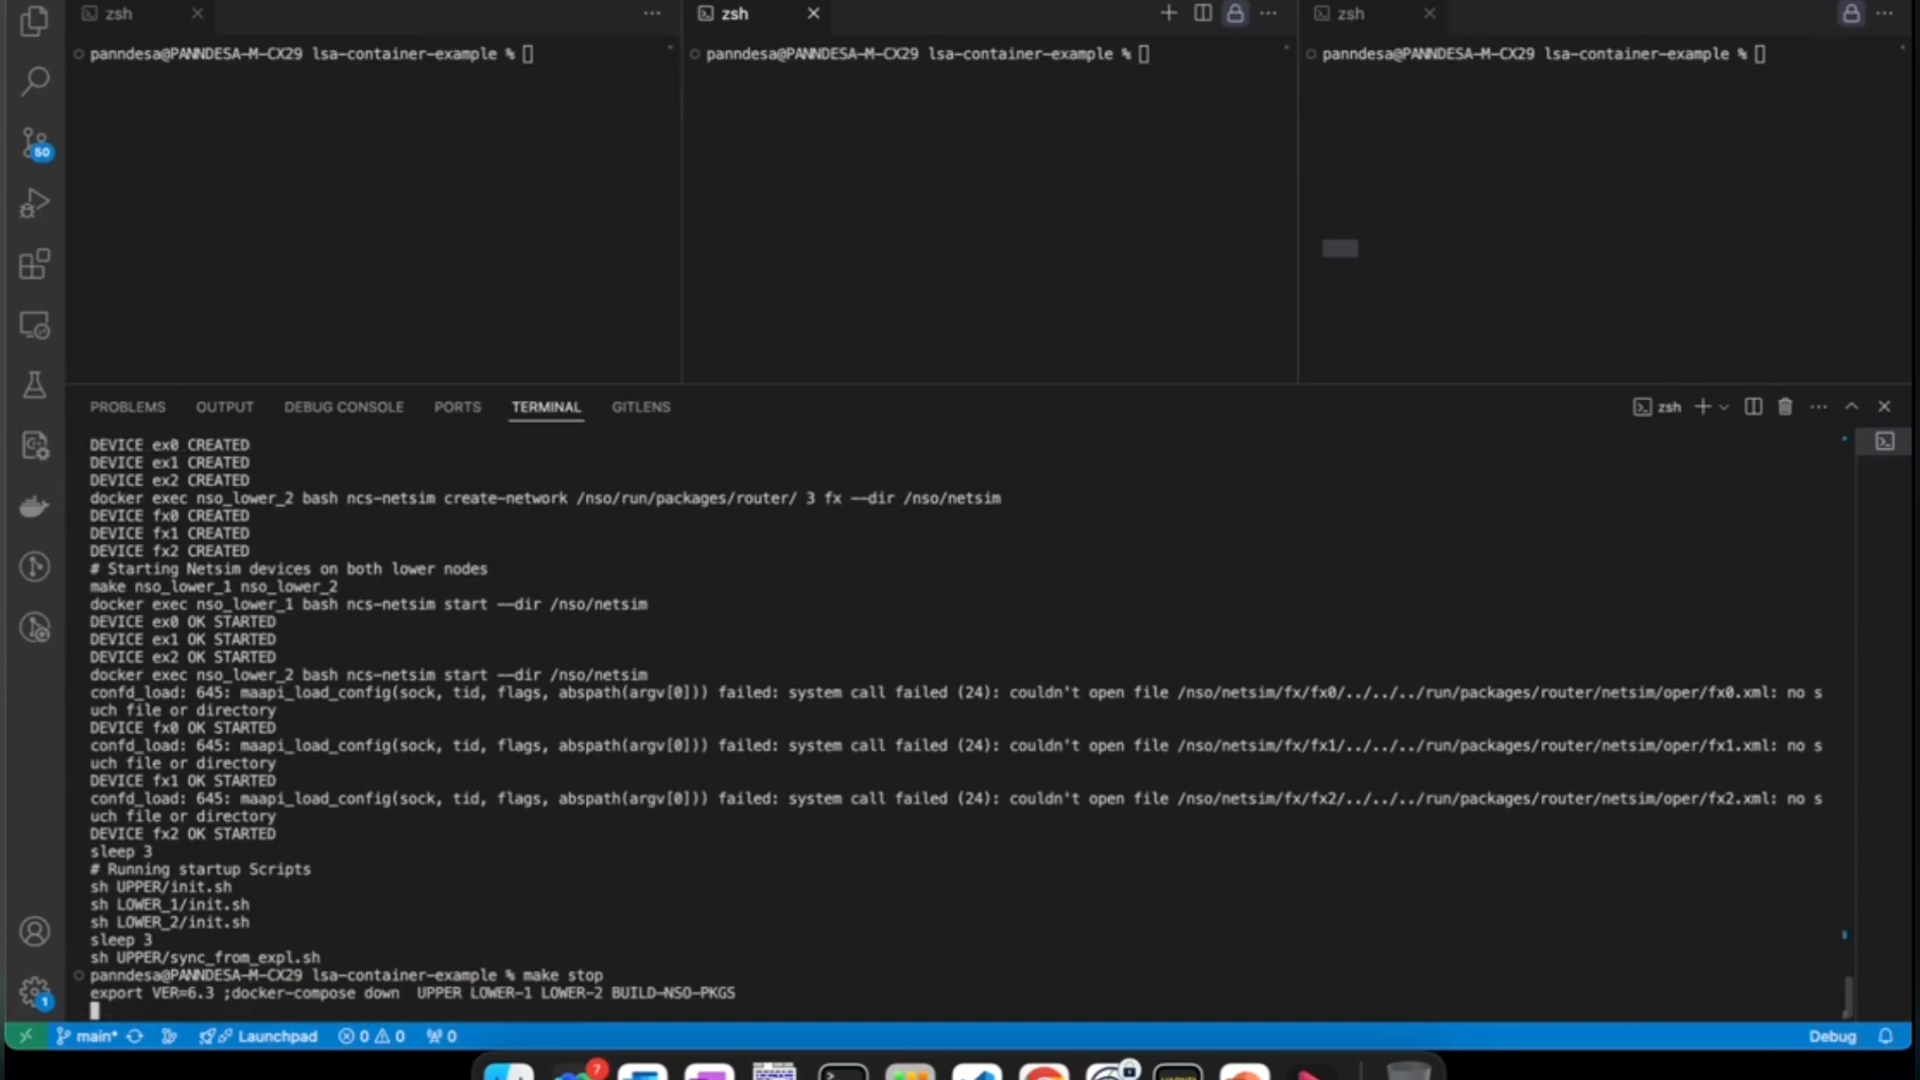 zsh
zsh
zsh
panndesa@PANNDESA-M-CX29 lsa-container-example %
panndesa@PANNDESA-M-CX29 lsa-container-example %
panndesa@PANNDESA-M-CX29 lsa-container-example %
50
PROBLEMS OUTPUT DEBUG CONSOLE PORTS TERMINAL GITLENS
zsh
DEVICE ex0 CREATED
DEVICE ex1 CREATED
DEVICE ex2 CREATED
docker exec nso_lower_2 bash ncs-netsim create-network /nso/run/packages/router/ 3 fx --dir /nso/netsim
DEVICE fx0 CREATED
DEVICE fx1 CREATED
DEVICE fx2 CREATED
# Starting Netsim devices on both lower nodes
make nso_lower_1 nso_lower_2
docker exec nso_lower_1 bash ncs-netsim start --dir /nso/netsim
DEVICE ex0 OK STARTED
DEVICE ex1 OK STARTED
DEVICE ex2 OK STARTED
docker exec nso_lower_2 bash ncs-netsim start --dir /nso/netsim
confd_load: 645: maapi_load_config(sock, tid, flags, abspath(argv[0])) failed: system call failed (24): couldn't open file /nso/netsim/fx/fx0/../../../run/packages/router/netsim/oper/fx0.xml: no s
uch file or directory
DEVICE fx0 OK STARTED
confd_load: 645: maapi_load_config(sock, tid, flags, abspath(argv[0])) failed: system call failed (24): couldn't open file /nso/netsim/fx/fx1/../../../run/packages/router/netsim/oper/fx1.xml: no s
uch file or directory
DEVICE fx1 OK STARTED
confd_load: 645: maapi_load_config(sock, tid, flags, abspath(argv[0])) failed: system call failed (24): couldn't open file /nso/netsim/fx/fx2/../../../run/packages/router/netsim/oper/fx2.xml: no s
uch file or directory
DEVICE fx2 OK STARTED
sleep 3
# Running startup Scripts
sh UPPER/init.sh
sh LOWER_1/init.sh
sh LOWER_2/init.sh
sleep 3
sh UPPER/sync_from_expl.sh
panndesa@PANNDESA-M-CX29 lsa-container-example % make stop
export VER=6.3 ;docker-compose down  UPPER LOWER-1 LOWER-2 BUILD-NSO-PKGS
1
main* Launchpad 0 0 0 Debug
7